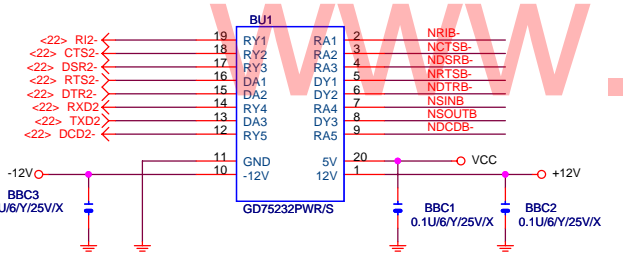 BU1
<22> RI2- 19 RY1 RA1 2 NRIB-
<22> CTS2- 18 RY2 RA2 3 NCTSB-
<22> DSR2- 17 RY3 RA3 4 NDSRB-
<22> RTS2- 16 DA1 DY1 5 NRTSB-
<22> DTR2- 15 DA2 DY2 6 NDTRB-
<22> RXD2 14 RY4 RA4 7 NSINB
<22> TXD2 13 DA3 DY3 8 NSOUTB
<22> DCD2- 12 RY5 RA5 9 NDCDB-
11 GND 5V 20 VCC
-12V 10 -12V 12V 1 +12V
BBC3
U/6/Y/25V/X
GD75232PWR/S
BBC1
0.1U/6/Y/25V/X
BBC2
0.1U/6/Y/25V/X
www.